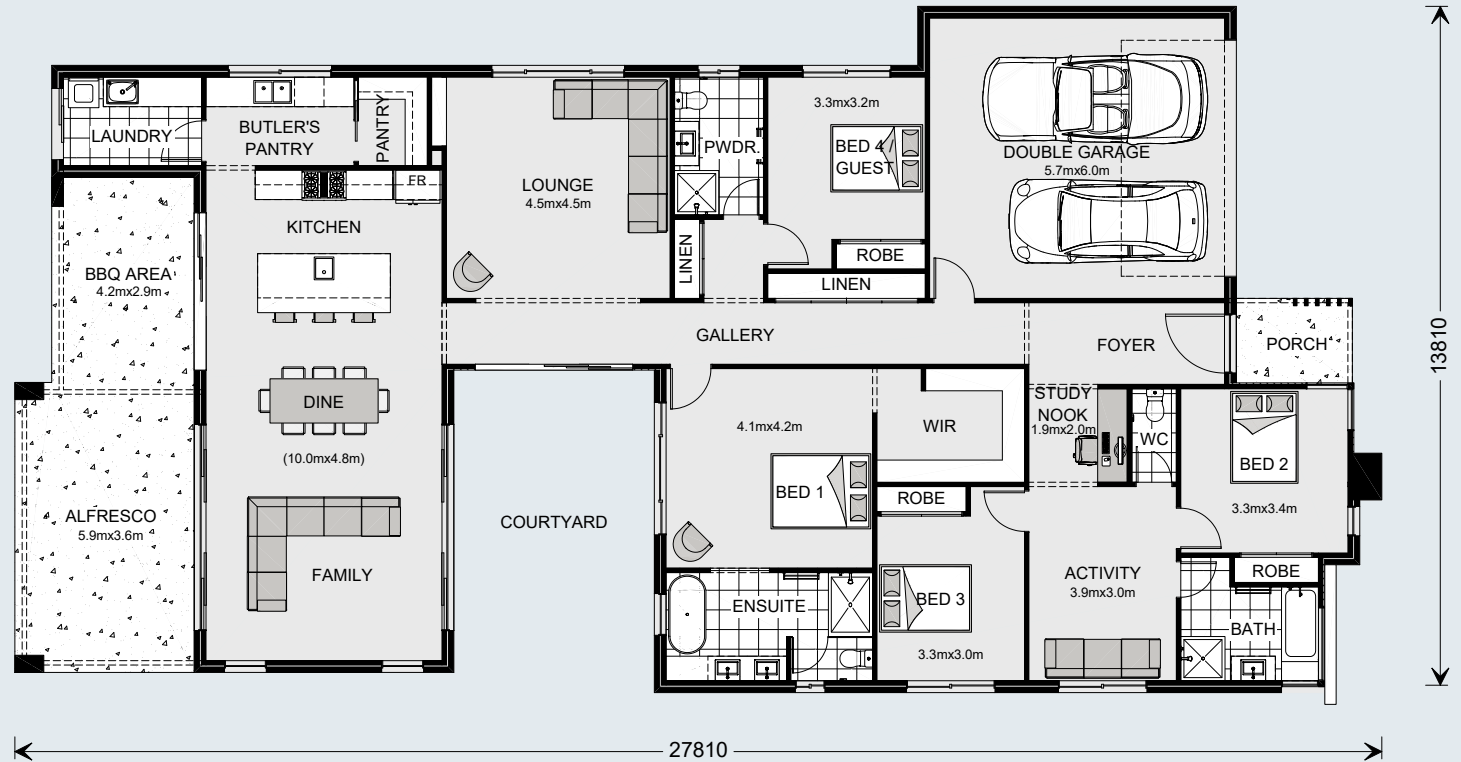 LAUNDRY
BUTLER'S
PANTRY
PANTRY
FR
KITCHEN
BBQ AREA
4.2mx2.9m
DINE
(10.0mx4.8m)
ALFRESCO
5.9mx3.6m
FAMILY
LOUNGE
4.5mx4.5m
PWDR.
LINEN
3.3mx3.2m
BED 4 /
GUEST
ROBE
LINEN
DOUBLE GARAGE
5.7mx6.0m
GALLERY
FOYER
PORCH
COURTYARD
4.1mx4.2m
BED 1
WIR
ENSUITE
ROBE
BED 3
3.3mx3.0m
STUDY
NOOK
1.9mx2.0m
WC
BED 2
3.3mx3.4m
ROBE
ACTIVITY
3.9mx3.0m
BATH
13810
27810